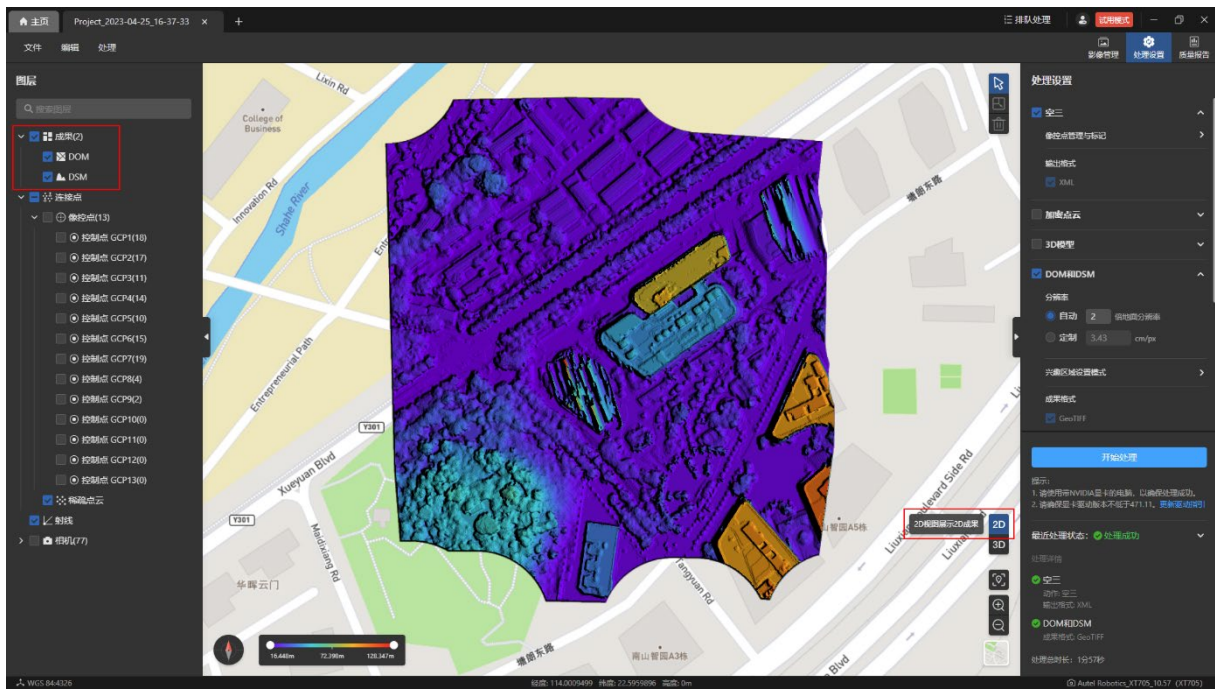 主页
Project_2023-04-25_16-37-33
排队处理
试用模式
文件 编辑 处理
影像管理 处理设置 质量报告
图层
搜索图层
成果(2)
DOM
DSM
连接点
像控点(13)
控制点 GCP1(18)
控制点 GCP2(17)
控制点 GCP3(11)
控制点 GCP4(14)
控制点 GCP5(10)
控制点 GCP6(15)
控制点 GCP7(19)
控制点 GCP8(4)
控制点 GCP9(2)
控制点 GCP10(0)
控制点 GCP11(0)
控制点 GCP12(0)
控制点 GCP13(0)
稀疏点云
射线
相机(77)
WGS 84:4326
Lixin Rd
College of
Business
Innovation Rd
Shahe River
Entrepreneurial Path
塘朗东路
Y301
Xueyuan Blvd
Y301
Maidixiang Rd
华晖云门
Tangyuan Rd
塘朗东路
南山智园A3栋
山智园A5栋
Blvd
2D视图展示2D成果
2D
3D
16.440m 72.390m 128.347m
经度: 114.0009499 纬度: 22.5959896 高度: 0m
处理设置
空三
像控点管理与标记
输出格式
XML
加密点云
3D模型
DOM和DSM
分辨率
自动 2 倍地面分辨率
定制 3.43 cm/px
兴趣区域设置模式
成果格式
GeoTIFF
开始处理
提示:
1. 请使用带NVIDIA显卡的电脑，以确保处理成功。
2. 请确保显卡驱动版本不低于471.11。更新驱动指引
最近处理状态: 处理成功
处理详情
空三
动作: 空三
输出格式: XML
DOM和DSM
成果格式: GeoTIFF
处理总时长: 1分57秒
Autel Robotics_XT705_10.57 (XT705)